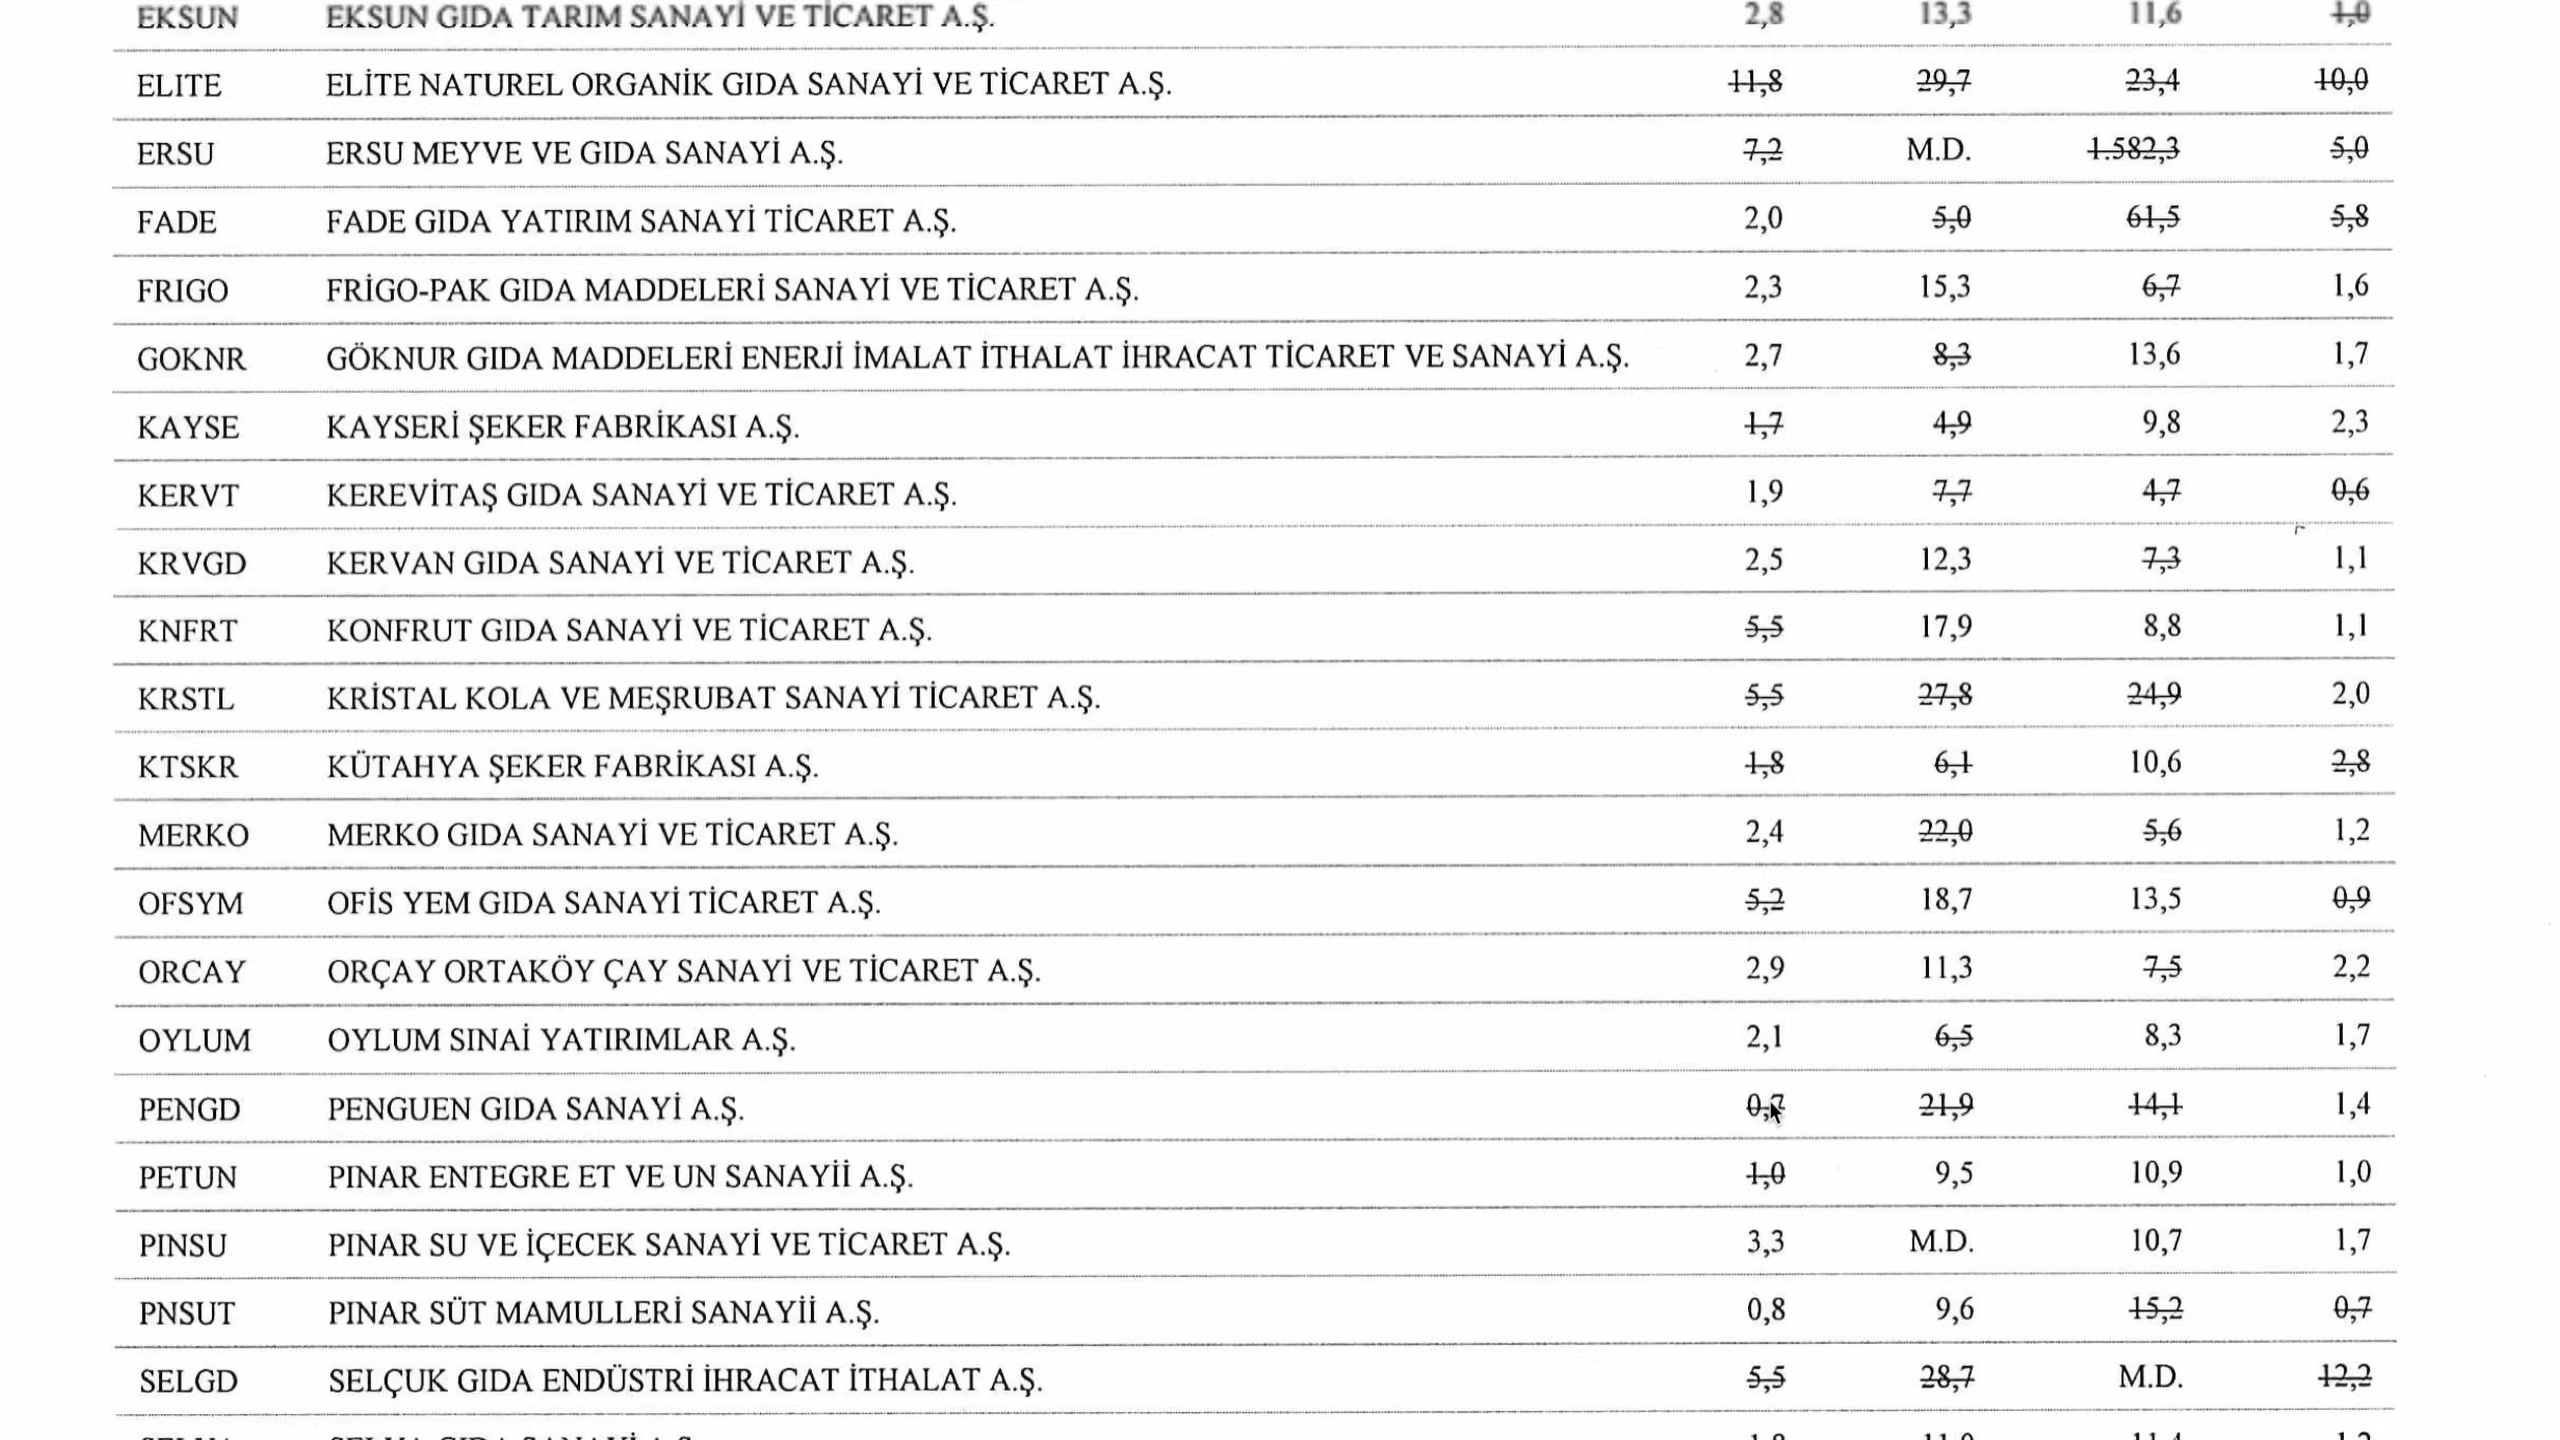 EKSUN EKSUN GIDA TARIM SANAYİ VE TİCARET A.Ş. 2,8 13,3 11,6 1,0
ELITE ELİTE NATUREL ORGANİK GIDA SANAYİ VE TİCARET A.Ş. 11,8 29,7 23,4 10,0
ERSU ERSU MEYVE VE GIDA SANAYİ A.Ş. 7,2 M.D. 1.582,3 5,0
FADE FADE GIDA YATIRIM SANAYİ TİCARET A.Ş. 2,0 5,0 61,5 5,8
FRIGO FRİGO-PAK GIDA MADDELERİ SANAYİ VE TİCARET A.Ş. 2,3 15,3 6,7 1,6
GOKNR GÖKNUR GIDA MADDELERİ ENERJİ İMALAT İTHALAT İHRACAT TİCARET VE SANAYİ A.Ş. 2,7 8,3 13,6 1,7
KAYSE KAYSERİ ŞEKER FABRİKASI A.Ş. 1,7 4,9 9,8 2,3
KERVT KEREVİTAŞ GIDA SANAYİ VE TİCARET A.Ş. 1,9 7,7 4,7 0,6
KRVGD KERVAN GIDA SANAYİ VE TİCARET A.Ş. 2,5 12,3 7,3 1,1
KNFRT KONFRUT GIDA SANAYİ VE TİCARET A.Ş. 5,5 17,9 8,8 1,1
KRSTL KRİSTAL KOLA VE MEŞRUBAT SANAYİ TİCARET A.Ş. 5,5 27,8 24,9 2,0
KTSKR KÜTAHYA ŞEKER FABRİKASI A.Ş. 1,8 6,1 10,6 2,8
MERKO MERKO GIDA SANAYİ VE TİCARET A.Ş. 2,4 22,0 5,6 1,2
OFSYM OFİS YEM GIDA SANAYİ TİCARET A.Ş. 5,2 18,7 13,5 0,9
ORCAY ORÇAY ORTAKÖY ÇAY SANAYİ VE TİCARET A.Ş. 2,9 11,3 7,5 2,2
OYLUM OYLUM SINAİ YATIRIMLAR A.Ş. 2,1 6,5 8,3 1,7
PENGD PENGUEN GIDA SANAYİ A.Ş. 0,7 21,9 14,1 1,4
PETUN PINAR ENTEGRE ET VE UN SANAYİİ A.Ş. 1,0 9,5 10,9 1,0
PINSU PINAR SU VE İÇECEK SANAYİ VE TİCARET A.Ş. 3,3 M.D. 10,7 1,7
PNSUT PINAR SÜT MAMULLERİ SANAYİİ A.Ş. 0,8 9,6 15,2 0,7
SELGD SELÇUK GIDA ENDÜSTRİ İHRACAT İTHALAT A.Ş. 5,5 28,7 M.D. 12,2